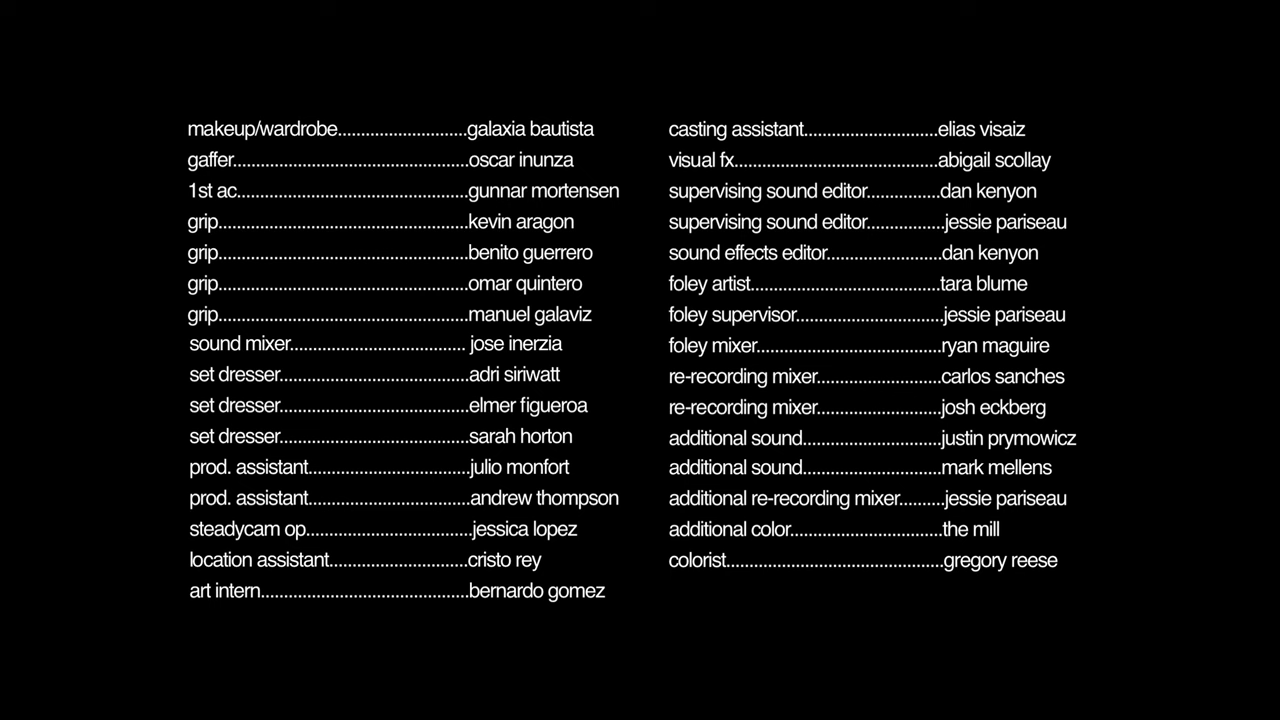 makeup/wardrobe............................galaxia bautista
gaffer...................................................oscar inunza
1st ac..................................................gunnar mortensen
grip......................................................kevin aragon
grip......................................................benito guerrero
grip......................................................omar quintero
grip......................................................manuel galaviz
sound mixer...................................... jose inerzia
set dresser.........................................adri siriwatt
set dresser.........................................elmer figueroa
set dresser.........................................sarah horton
prod. assistant...................................julio monfort
prod. assistant...................................andrew thompson
steadycam op....................................jessica lopez
location assistant..............................cristo rey
art intern.............................................bernardo gomez
casting assistant.............................elias visaiz
visual fx............................................abigail scollay
supervising sound editor................dan kenyon
supervising sound editor.................jessie pariseau
sound effects editor.........................dan kenyon
foley artist.........................................tara blume
foley supervisor................................jessie pariseau
foley mixer........................................ryan maguire
re-recording mixer...........................carlos sanches
re-recording mixer...........................josh eckberg
additional sound..............................justin prymowicz
additional sound..............................mark mellens
additional re-recording mixer..........jessie pariseau
additional color.................................the mill
colorist...............................................gregory reese